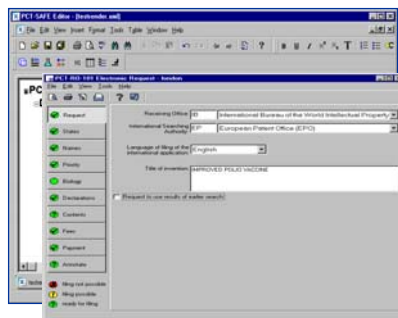 PCT-SAFE Editor - [testrender.xml]
File Edit View Insert Format Tools Table Window Help
PCT-RO-101 Electronic Request - london
File Edit View Tools Help
Request
States
Names
Priority
Biology
Declarations
Contents
Fees
Payment
Annotate
filing not possible
filing possible
ready for filing
Receiving Office IB International Bureau of the World Intellectual Property
International Searching Authority EP European Patent Office (EPO)
Language of filing of the international application English
Title of invention IMPROVED POLIO VACCINE
Request to use results of earlier search